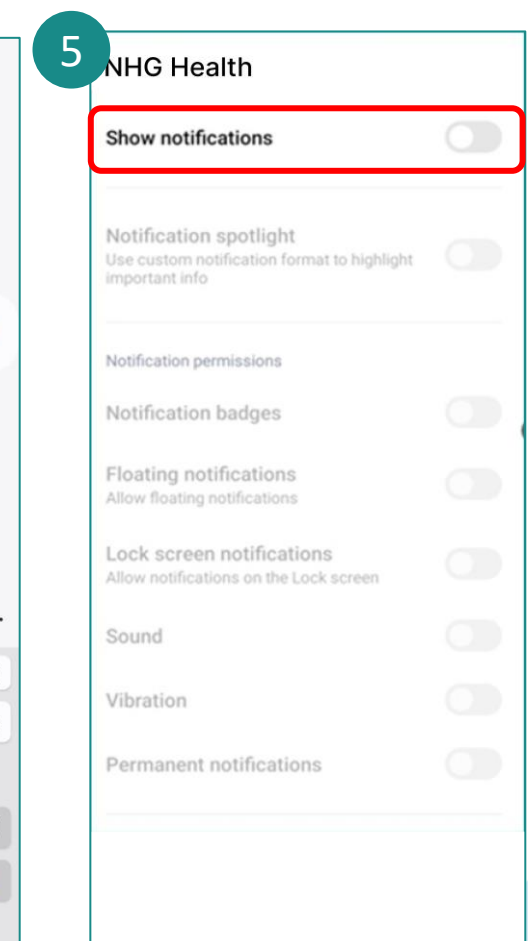 5
NHG Health
Show notifications
Notification spotlight
Use custom notification format to highlight
important info
Notification permissions
Notification badges
Floating notifications
Allow floating notifications
Lock screen notifications
Allow notifications on the Lock screen
Sound
Vibration
Permanent notifications